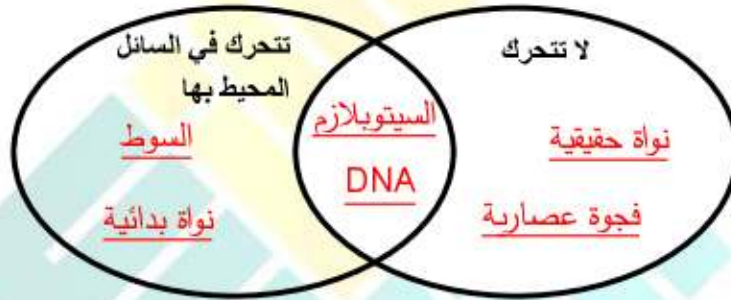 لا تتحرك
نواة حقيقية
فجوة عصارية
السيتوبلازم
DNA
تتحرك في السائل
المحيط بها
السوط
نواة بدائية